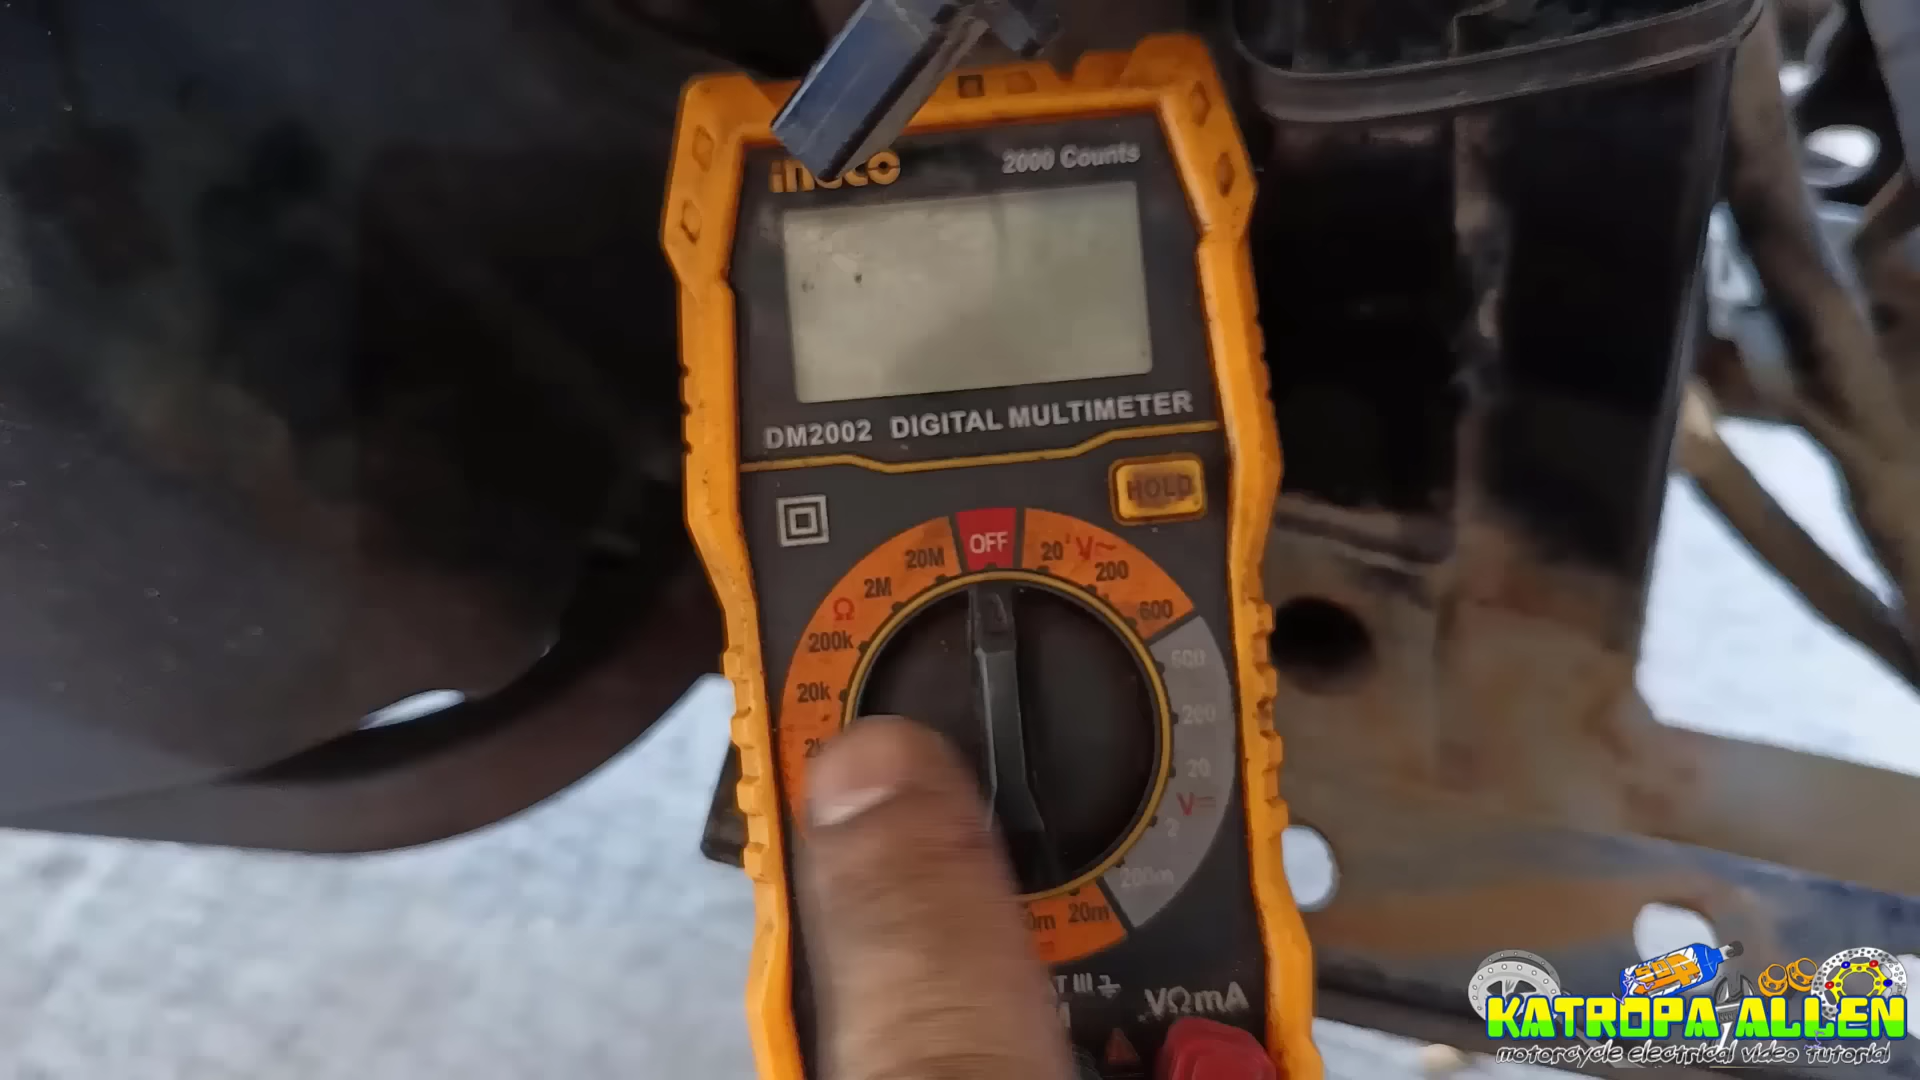 2000 Counts
DM2002 DIGITAL MULTIMETER
HOLD
OFF
20M
20 V~
2M
200
Ω
600
200k
600
20k
200
2k
20
V⎓
2
200m
20m
VΩmA
KATROPA ALLEN
motorcycle electrical video tutorial